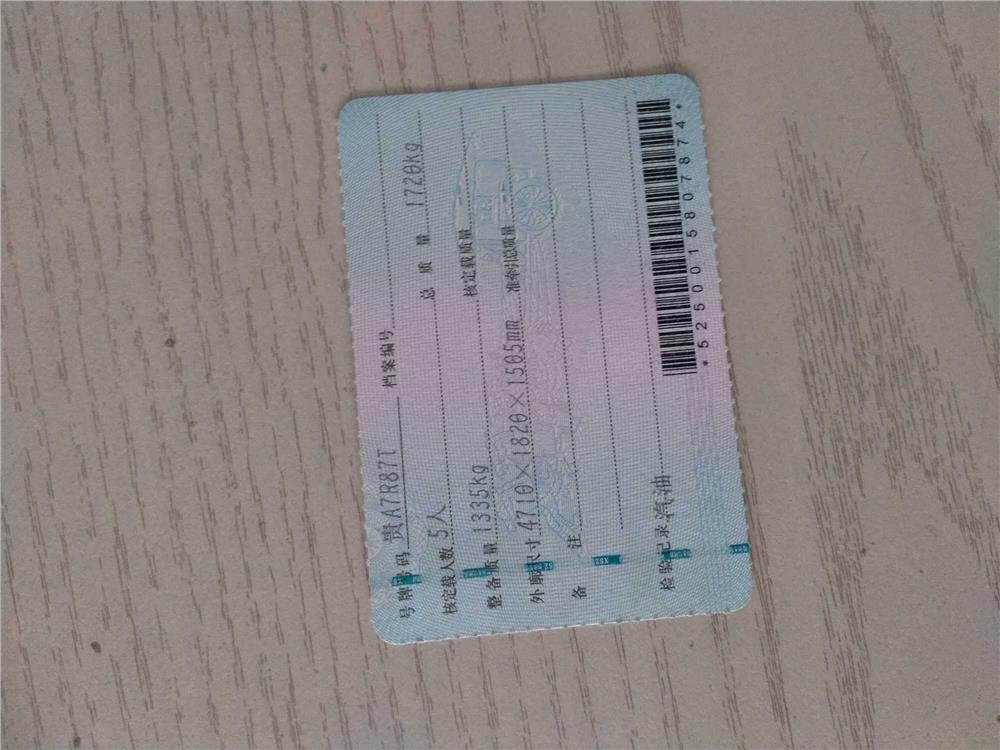 号牌号码 贵A7R87T 档案编号
核定载人数 5人 总质量 1720kg
整备质量 1335kg 核定载质量
外廓尺寸 4710×1820×1505mm 准牵引总质量
备注
检验记录 汽油
*5250015807874*